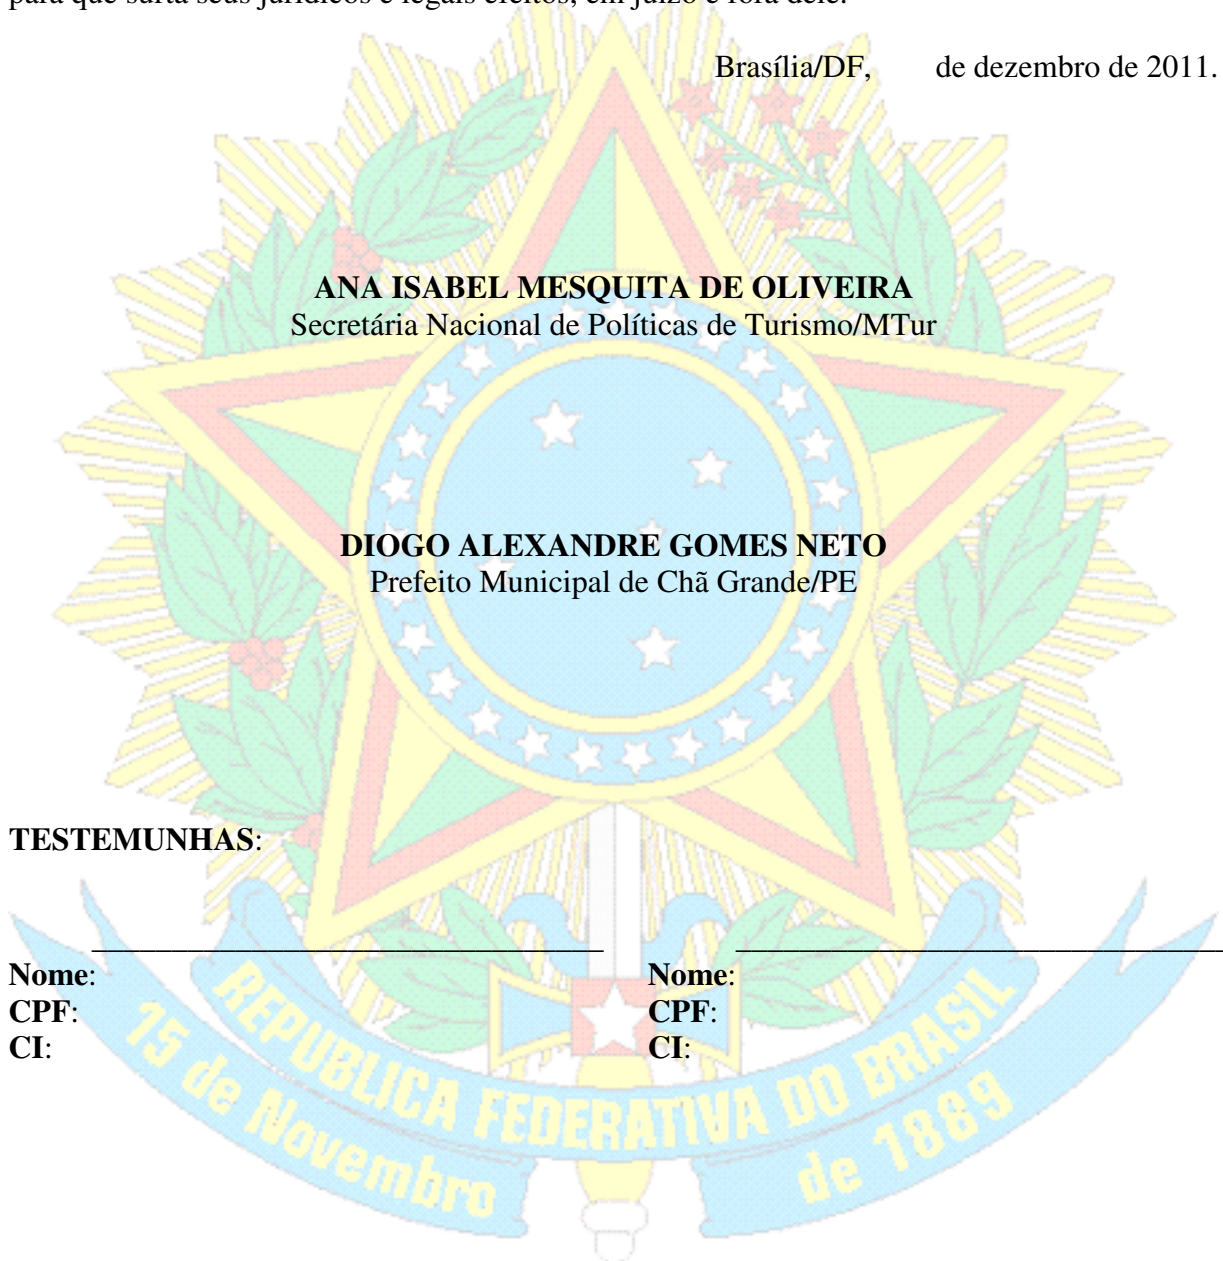 para que surta seus jurídicos e legais efeitos, em juízo e fora dele.
Brasília/DF, de dezembro de 2011.
ANA ISABEL MESQUITA DE OLIVEIRA
Secretária Nacional de Políticas de Turismo/MTur
DIOGO ALEXANDRE GOMES NETO
Prefeito Municipal de Chã Grande/PE
TESTEMUNHAS:
Nome: Nome:
CPF: CPF:
CI: CI:
REPUBLICA FEDERATIVA DO BRASIL
15 de Novembro de 1889